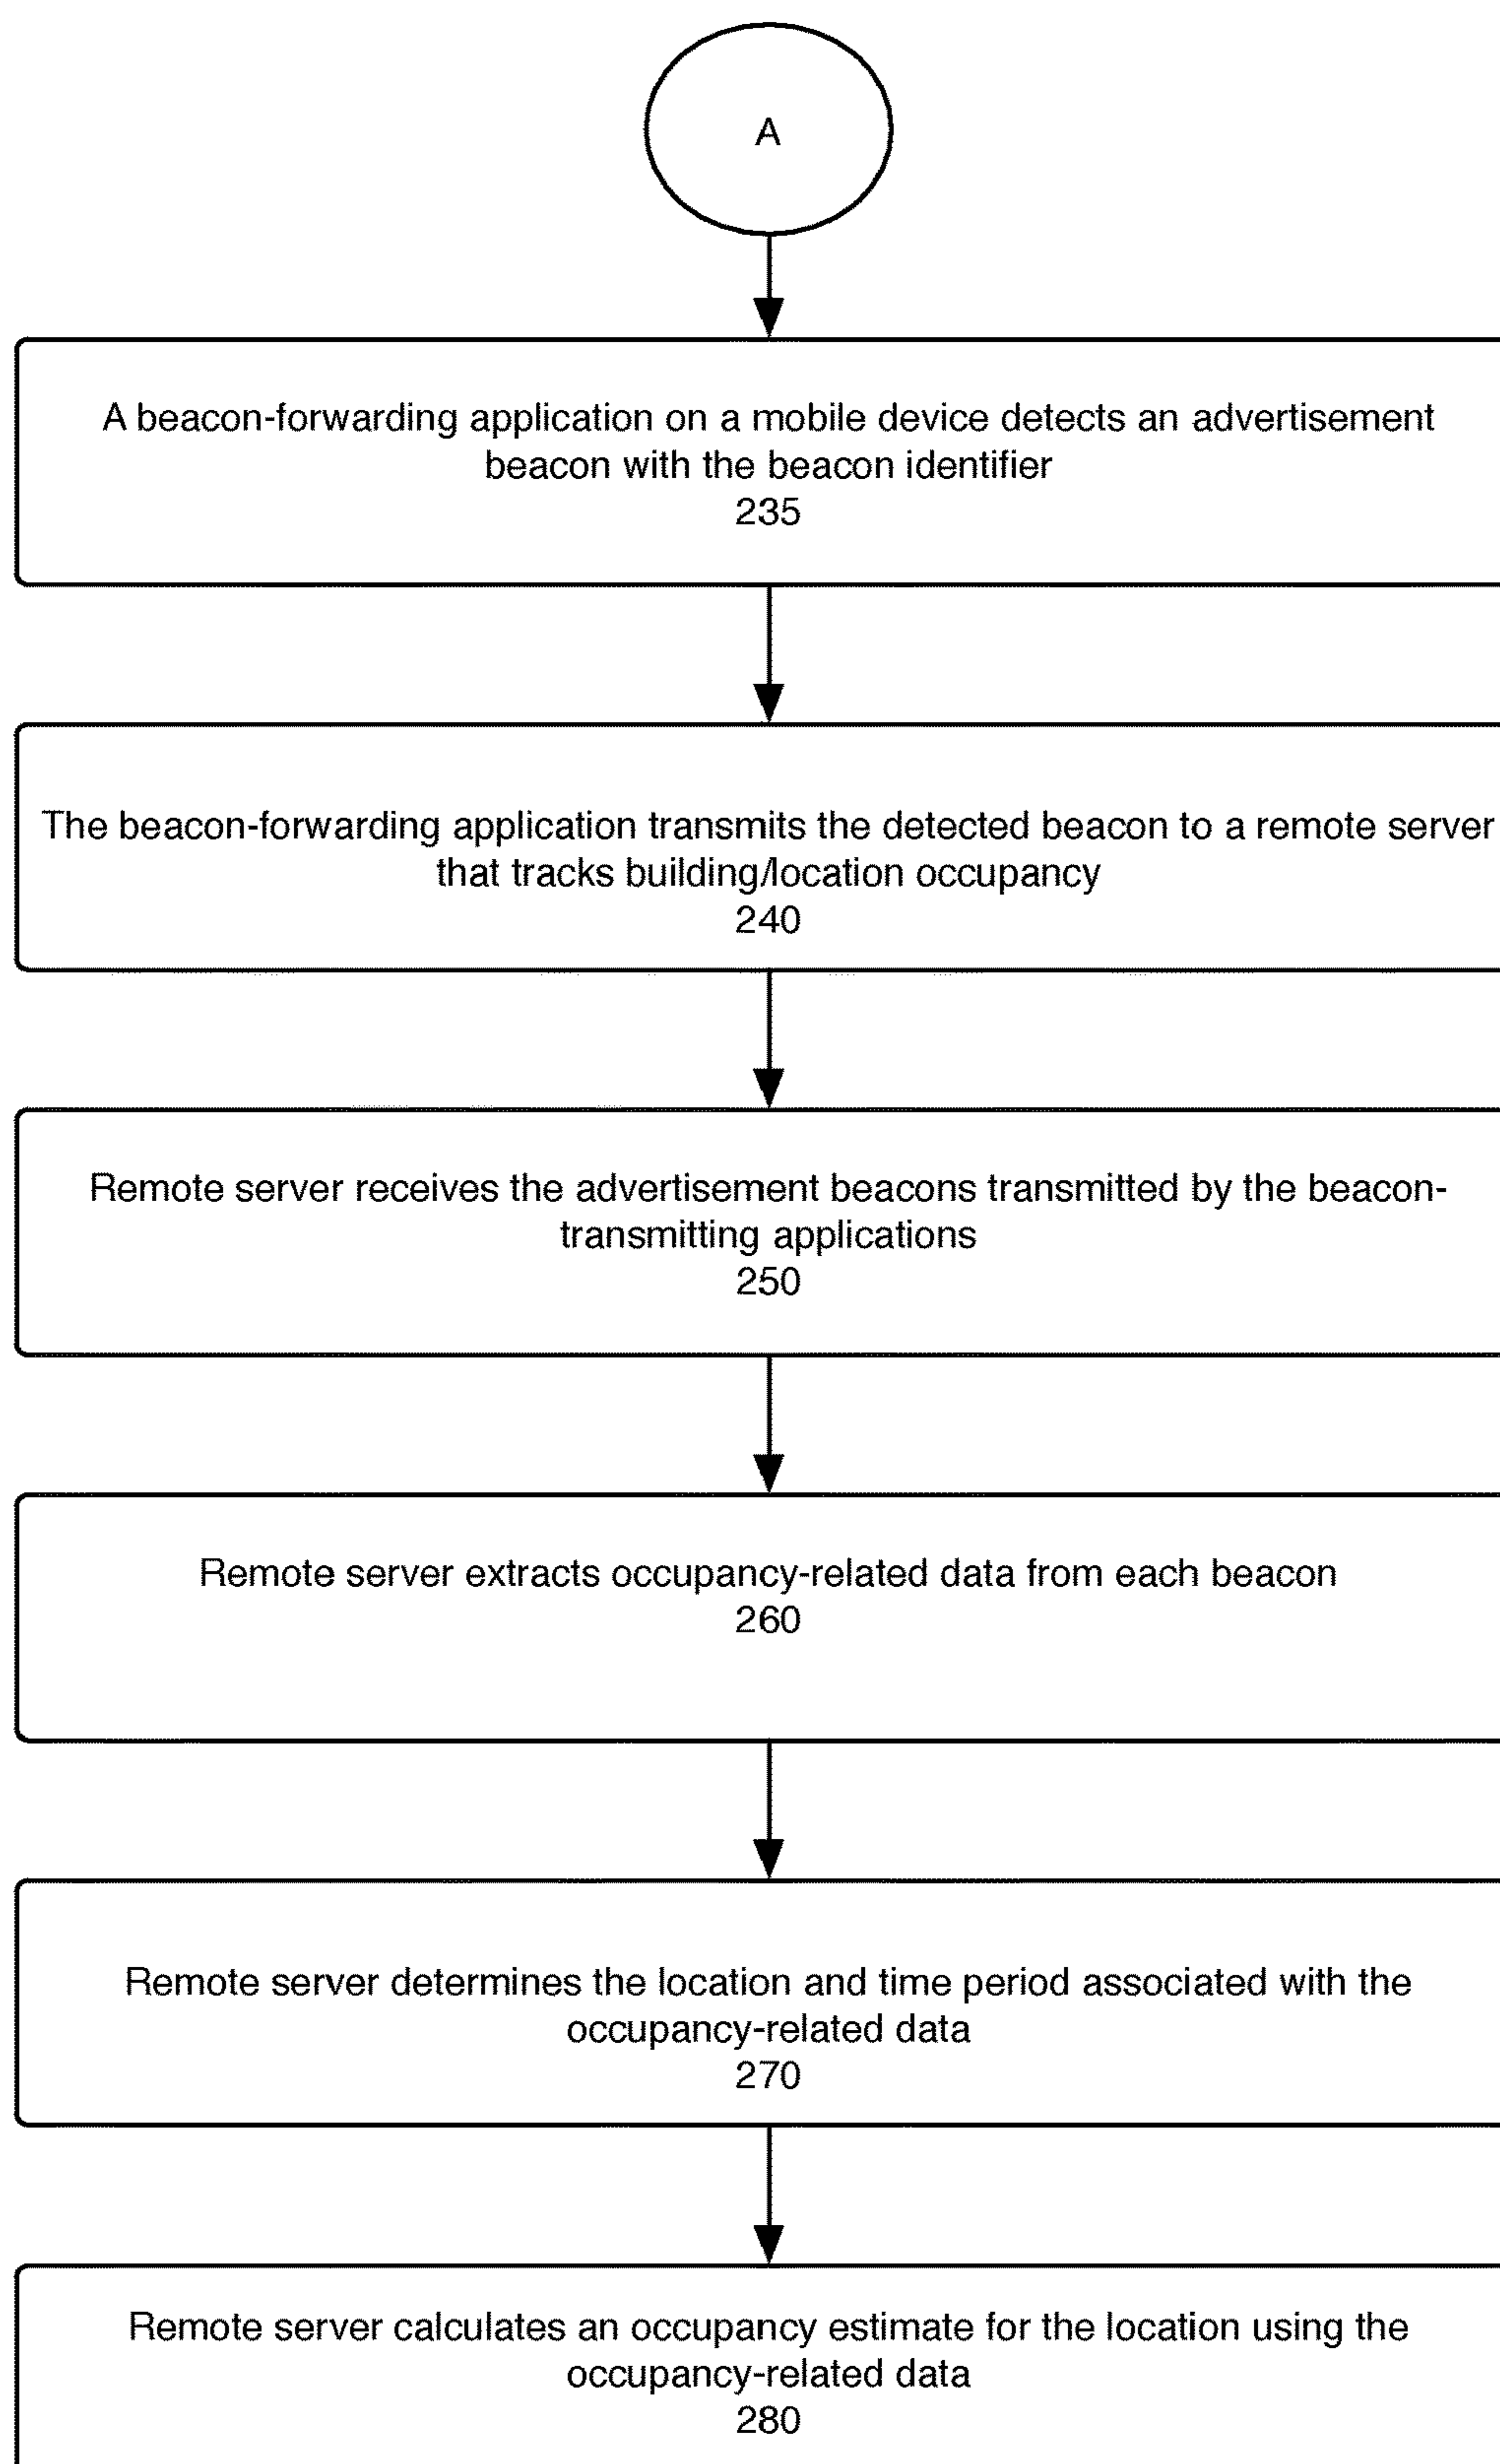 A
A beacon-forwarding application on a mobile device detects an advertisement
beacon with the beacon identifier
235
The beacon-forwarding application transmits the detected beacon to a remote server
that tracks building/location occupancy
240
Remote server receives the advertisement beacons transmitted by the beacon-
transmitting applications
250
Remote server extracts occupancy-related data from each beacon
260
Remote server determines the location and time period associated with the
occupancy-related data
270
Remote server calculates an occupancy estimate for the location using the
occupancy-related data
280